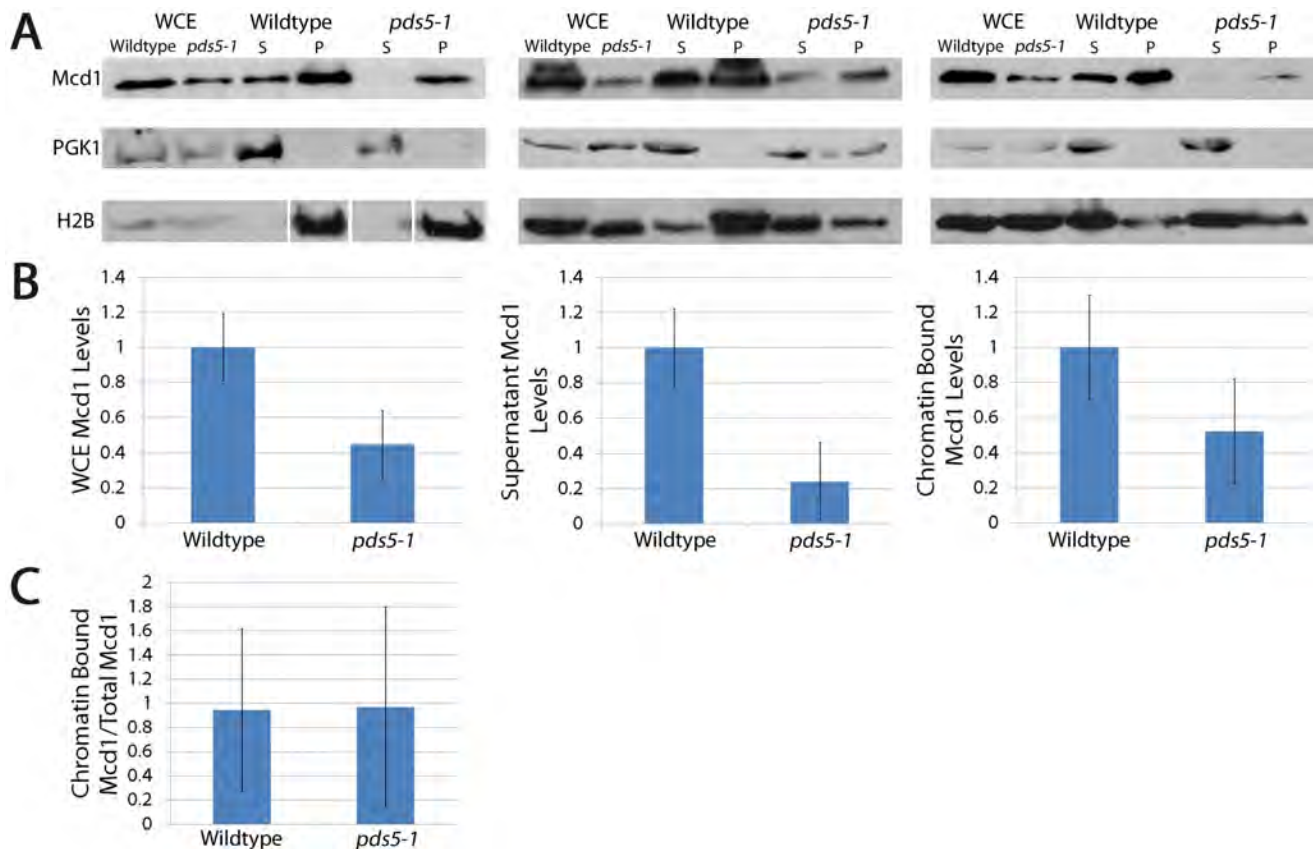 A
WCE Wildtype pds5-1
Wildtype pds5-1 S P S P
WCE Wildtype pds5-1
Wildtype pds5-1 S P S P
WCE Wildtype pds5-1
Wildtype pds5-1 S P S P
Mcd1
PGK1
H2B
B
WCE Mcd1 Levels
1.4
1.2
1
0.8
0.6
0.4
0.2
0
Wildtype pds5-1
Supernatant Mcd1
Levels
1.4
1.2
1
0.8
0.6
0.4
0.2
0
Wildtype pds5-1
Chromatin Bound
Mcd1 Levels
1.4
1.2
1
0.8
0.6
0.4
0.2
0
Wildtype pds5-1
C
Chromatin Bound
Mcd1/Total Mcd1
2
1.8
1.6
1.4
1.2
1
0.8
0.6
0.4
0.2
0
Wildtype pds5-1